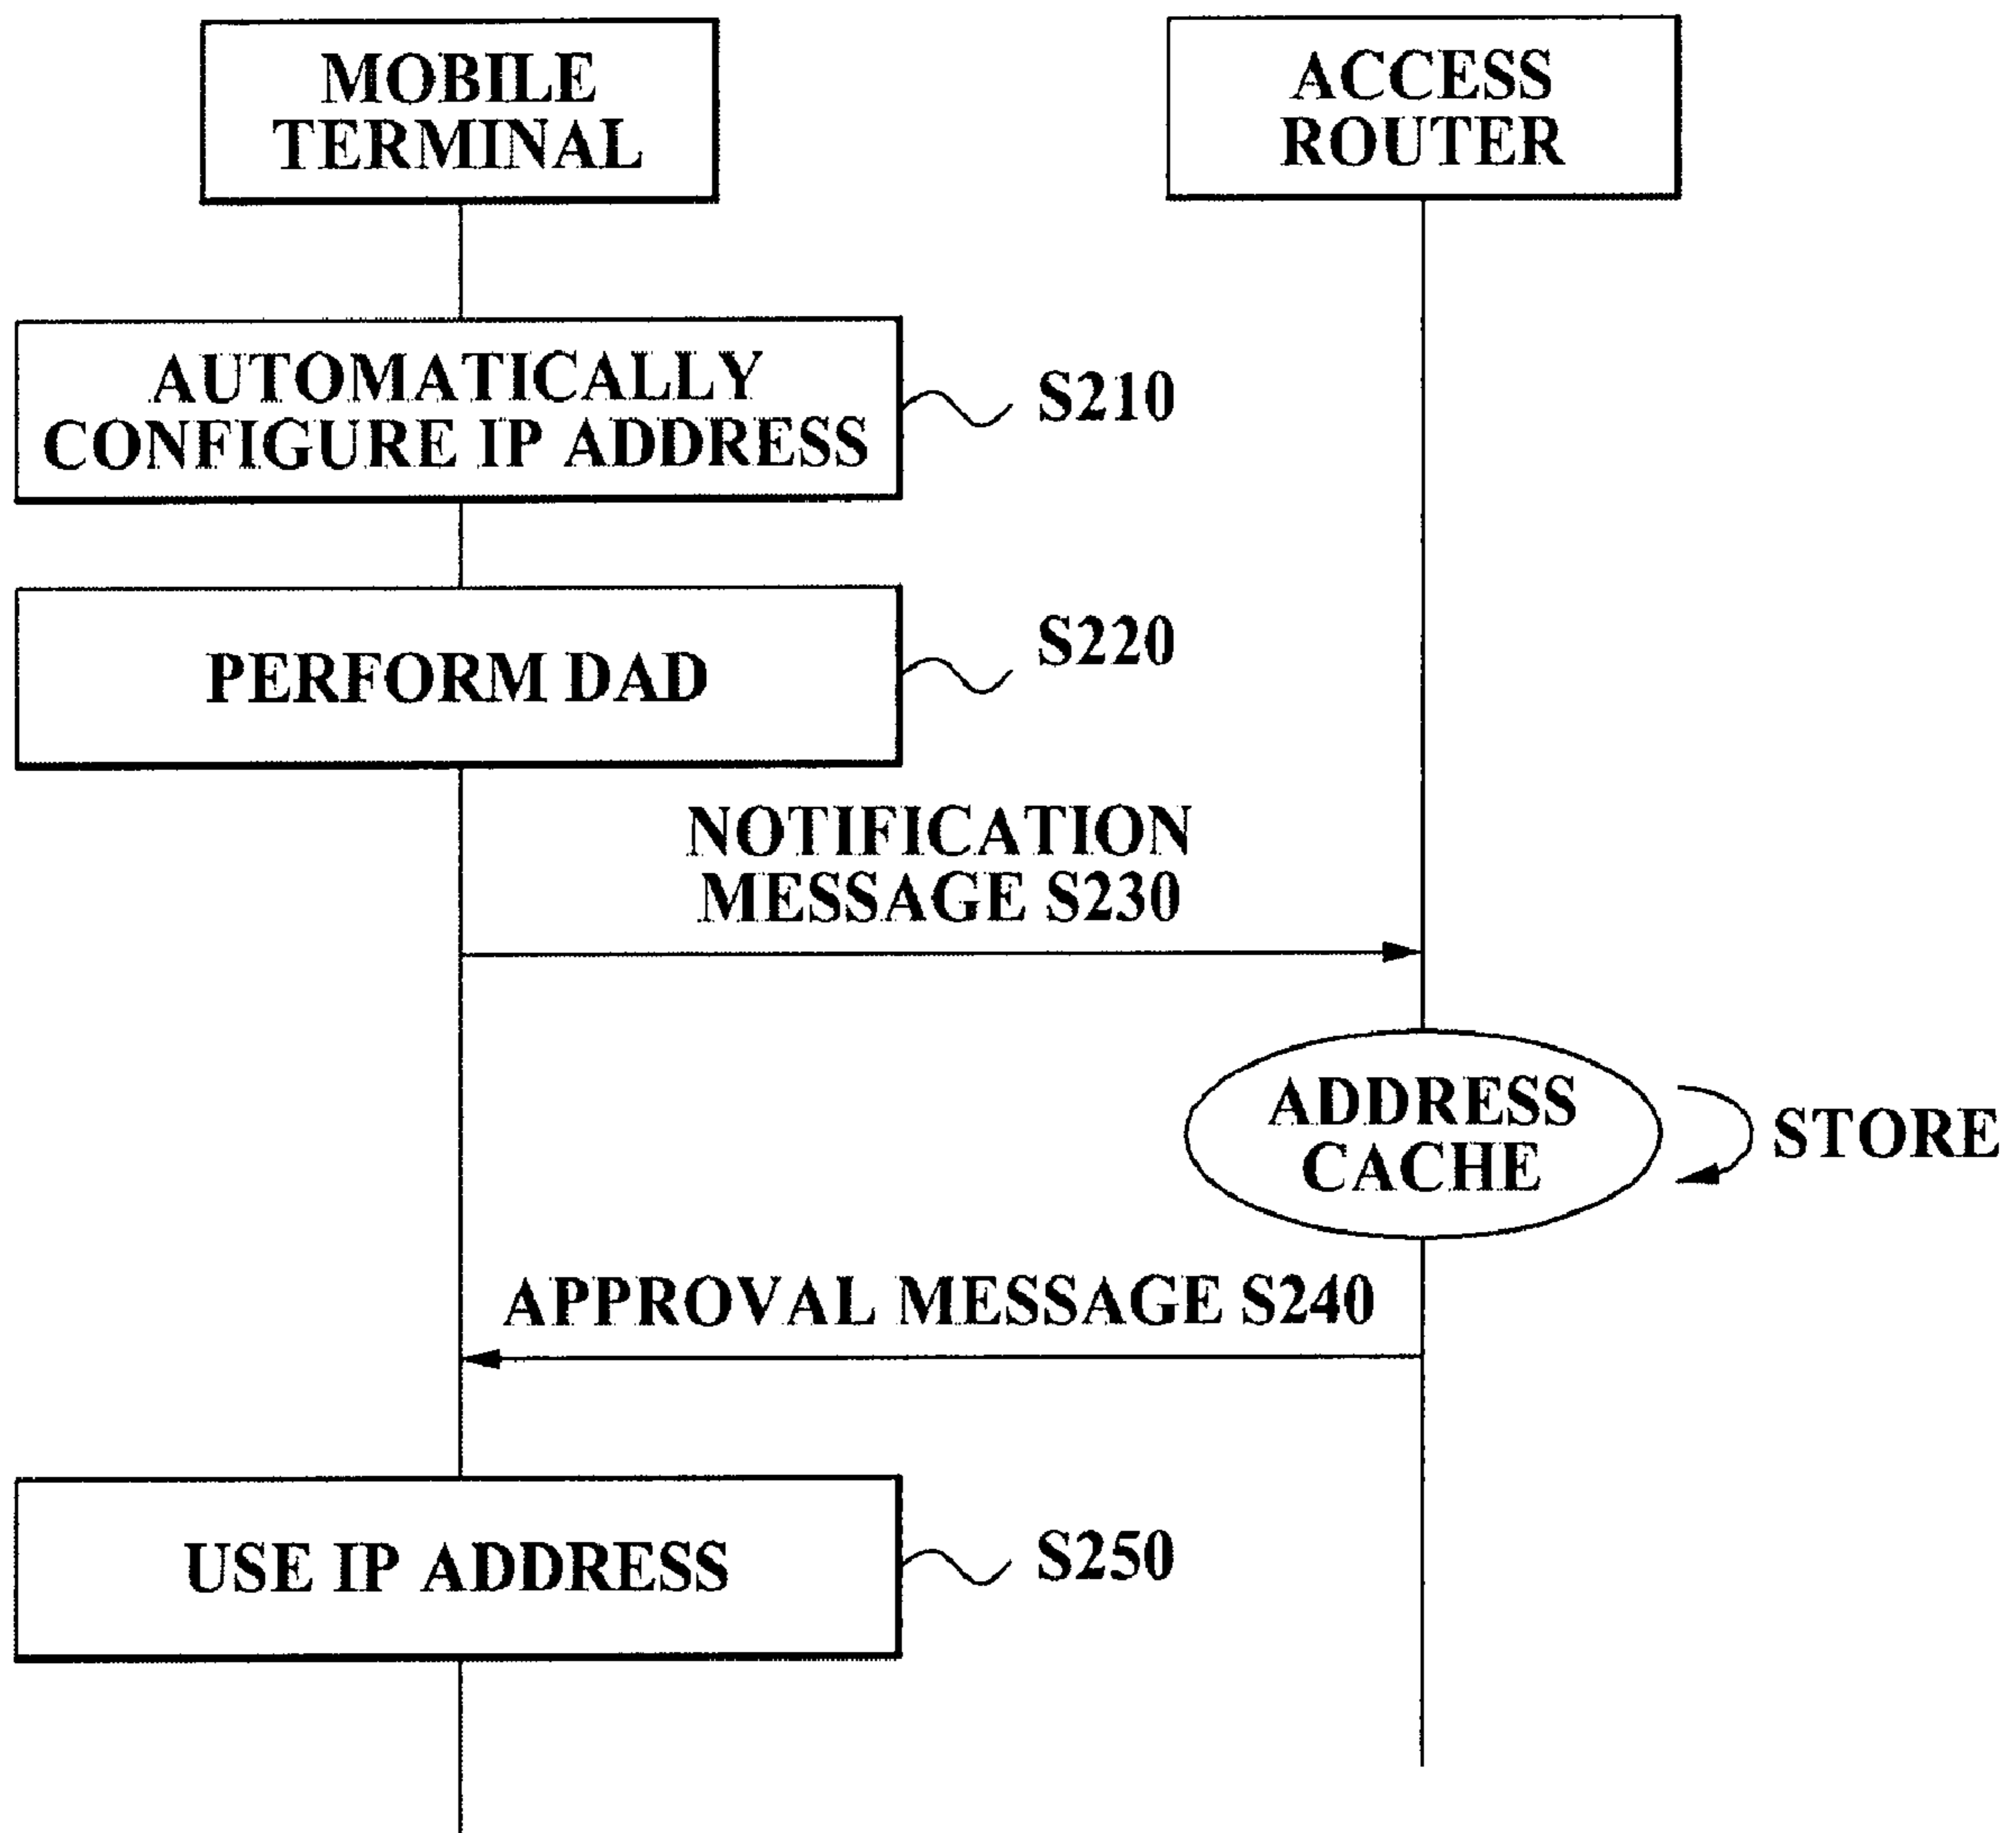 MOBILE
TERMINAL
ACCESS
ROUTER
AUTOMATICALLY
CONFIGURE IP ADDRESS
S210
PERFORM DAD
S220
NOTIFICATION
MESSAGE S230
ADDRESS
CACHE
STORE
APPROVAL MESSAGE S240
USE IP ADDRESS
S250